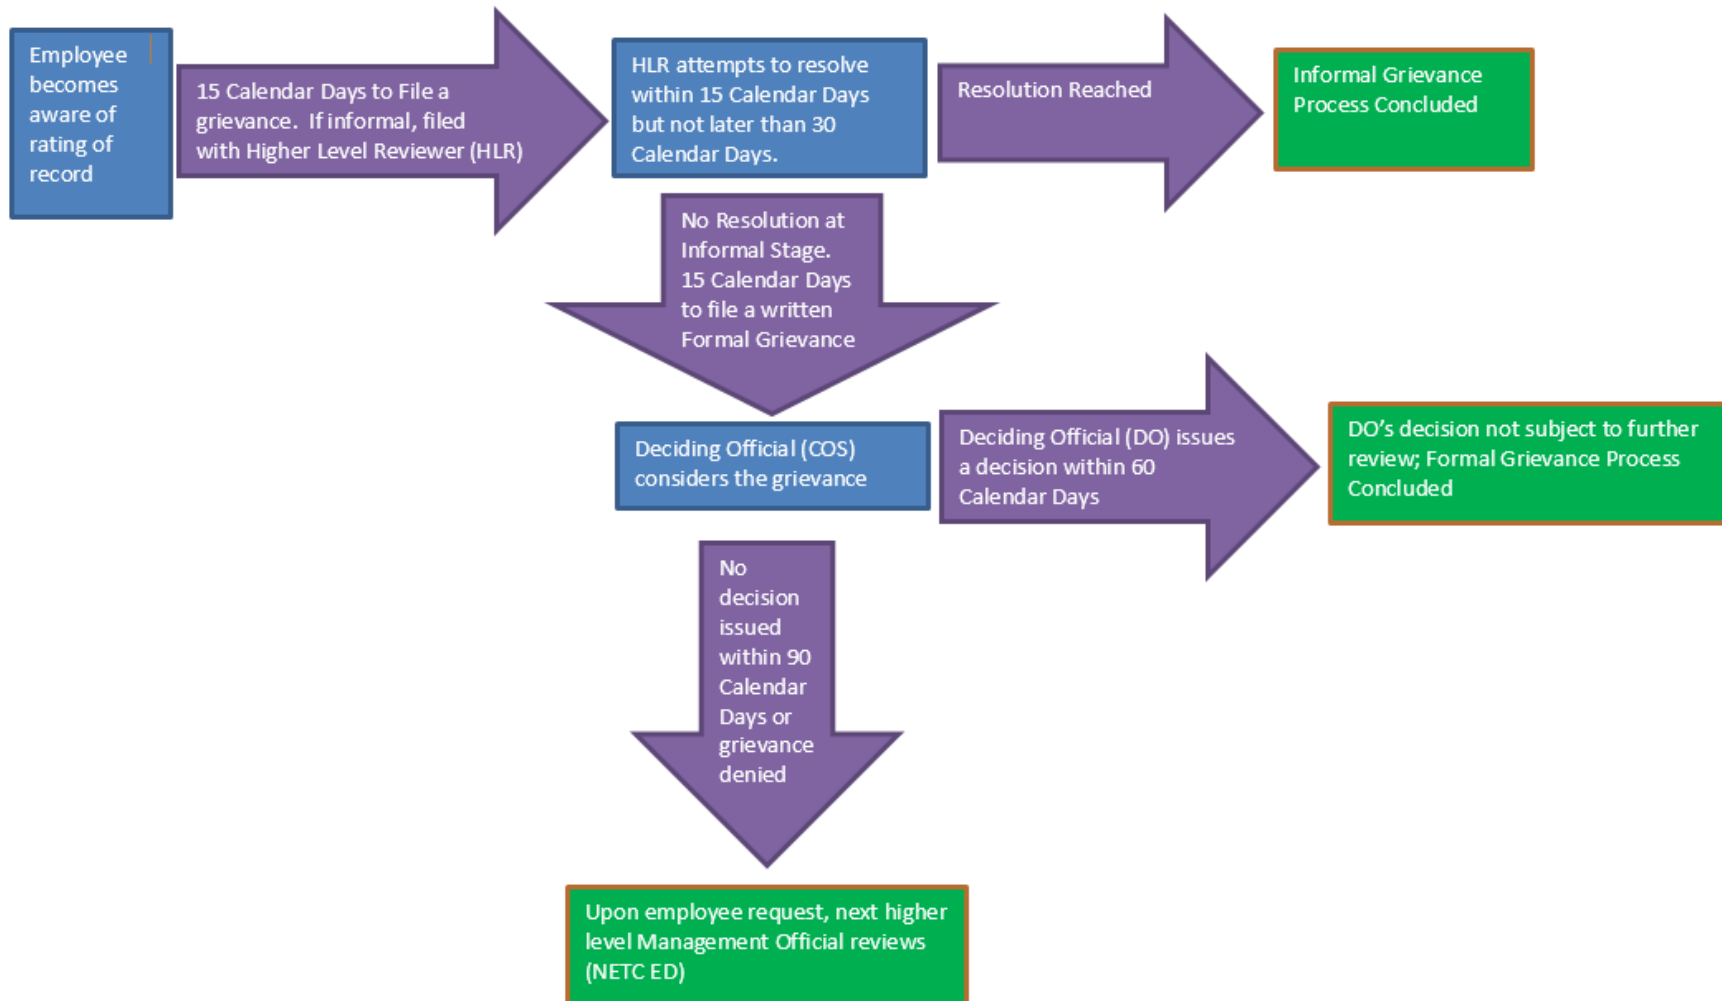 Employee
becomes
aware of
rating of
record
15 Calendar Days to File a
grievance.  If informal, filed
with Higher Level Reviewer (HLR)
HLR attempts to resolve
within 15 Calendar Days
but not later than 30
Calendar Days.
Resolution Reached
Informal Grievance
Process Concluded
No Resolution at
Informal Stage.
15 Calendar Days
to file a written
Formal Grievance
Deciding Official (COS)
considers the grievance
Deciding Official (DO) issues
a decision within 60
Calendar Days
DO’s decision not subject to further
review; Formal Grievance Process
Concluded
No
decision
issued
within 90
Calendar
Days or
grievance
denied
Upon employee request, next higher
level Management Official reviews
(NETC ED)